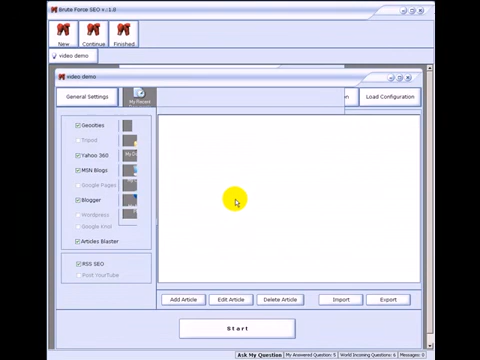 Brute Force SEO v.:1.0
New
Continue
Finished
video demo
video demo
General Settings
My Recent
Load Configuration
Geocities
Tripod
Yahoo 360
MSN Blogs
Google Pages
Blogger
Wordpress
Google Knol
Articles Blaster
RSS SEO
Post YourTube
Add Article
Edit Article
Delete Article
Import
Export
Start
Ask My Question
My Answered Question: 5
World Incoming Questions: 6
Messages: 0